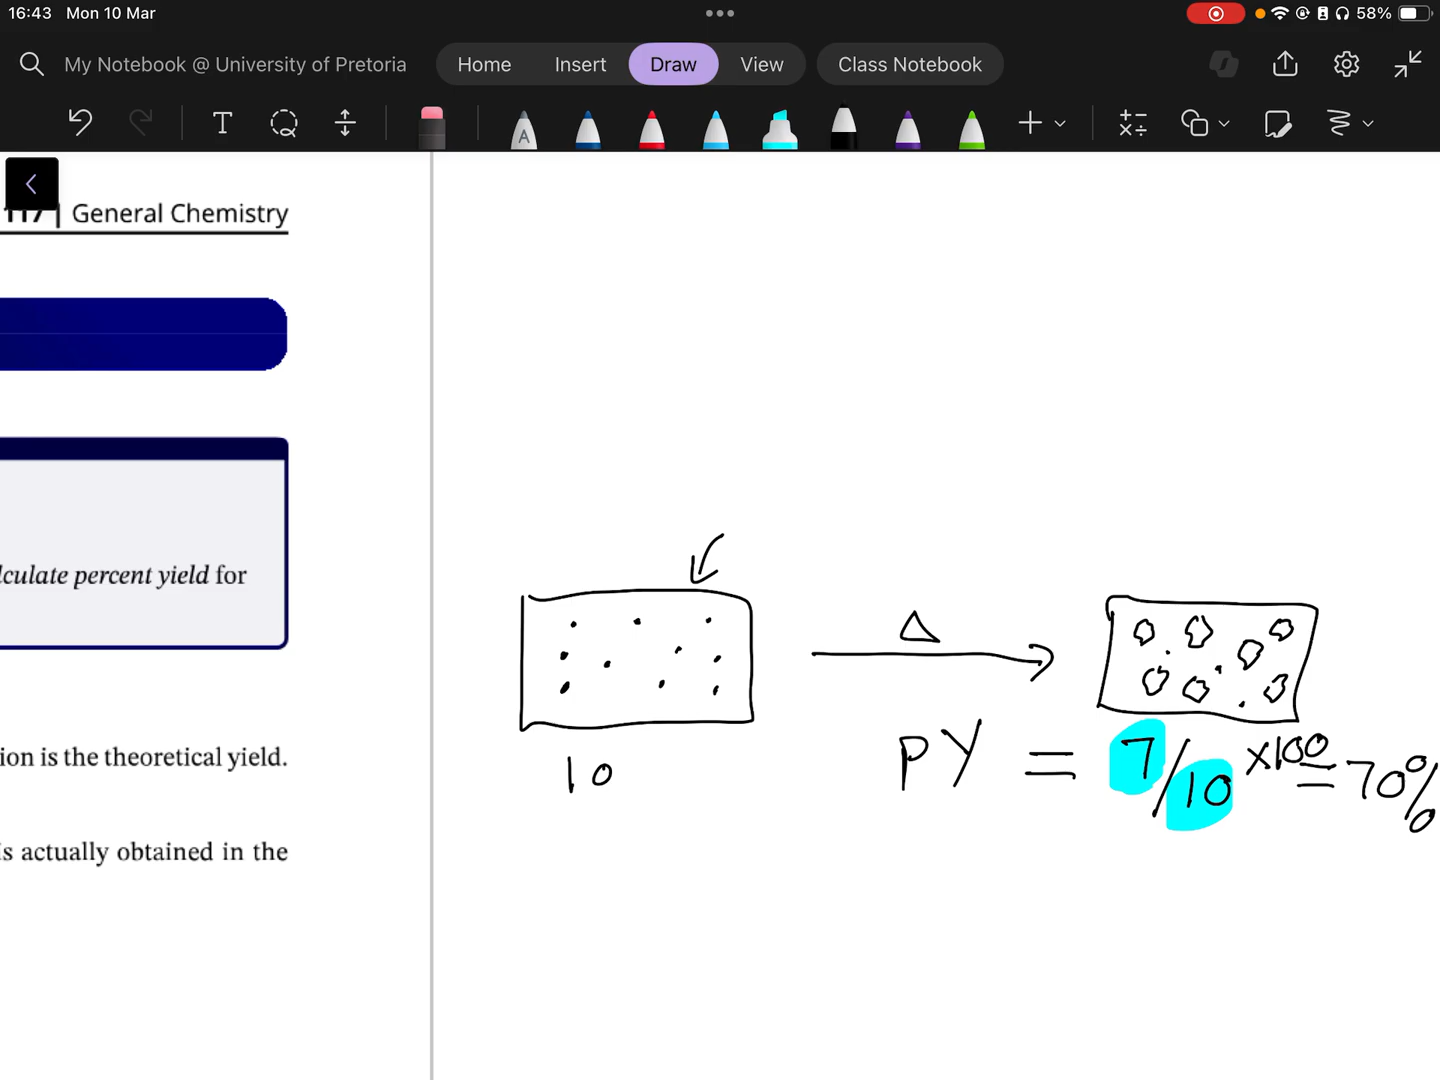 16:43 Mon 10 Mar
58%
My Notebook @ University of Pretoria
Home Insert Draw View Class Notebook
T
A
117 | General Chemistry
lculate percent yield for
ion is the theoretical yield.
is actually obtained in the
Δ
10
PY = 7/10 ×100 = 70%